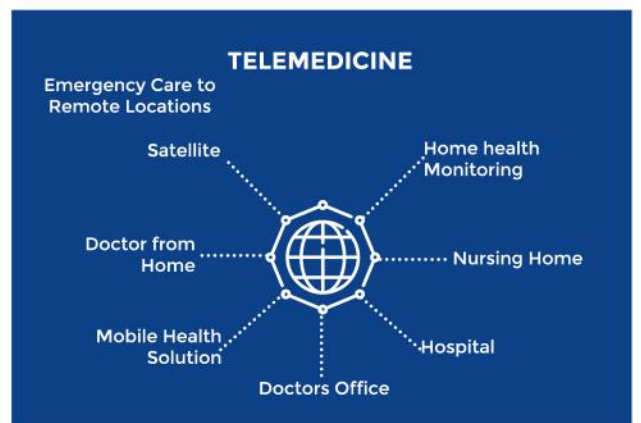 TELEMEDICINE
Emergency Care to
Remote Locations
Satellite
Home health
Monitoring
Doctor from
Home
Nursing Home
Mobile Health
Solution
Hospital
Doctors Office